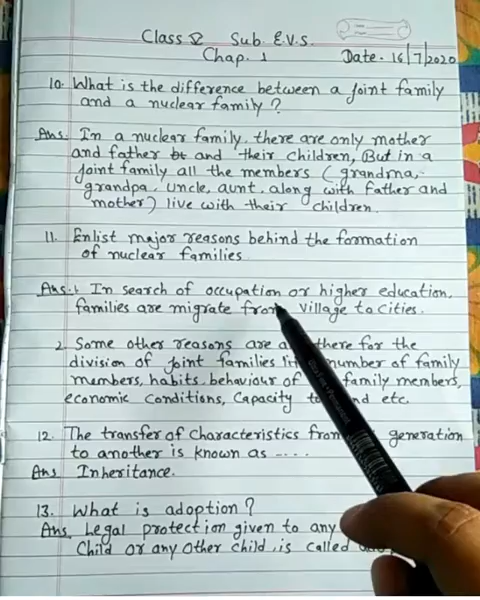 Class V Sub E.V.S.
Chap. 1 Date. 16/7/2020
10. What is the difference between a joint family
and a nuclear family?
Ans. In a nuclear family, there are only mother
and father and their children, But in a
joint family all the members (grandma,
grandpa, uncle, aunt, along with father and
mother) live with their children.
11. Enlist major reasons behind the formation
of nuclear families.
Ans. 1. In search of occupation or higher education,
families are migrate from village to cities.
2. Some other reasons are there for the
division of joint families number of family
members, habits, behaviour of family members,
economic conditions, capacity etc.
12. The transfer of characteristics from generation
to another is known as ....
Ans Inheritance.
13. What is adoption?
Ans. Legal protection given to any
child or any other child, is called